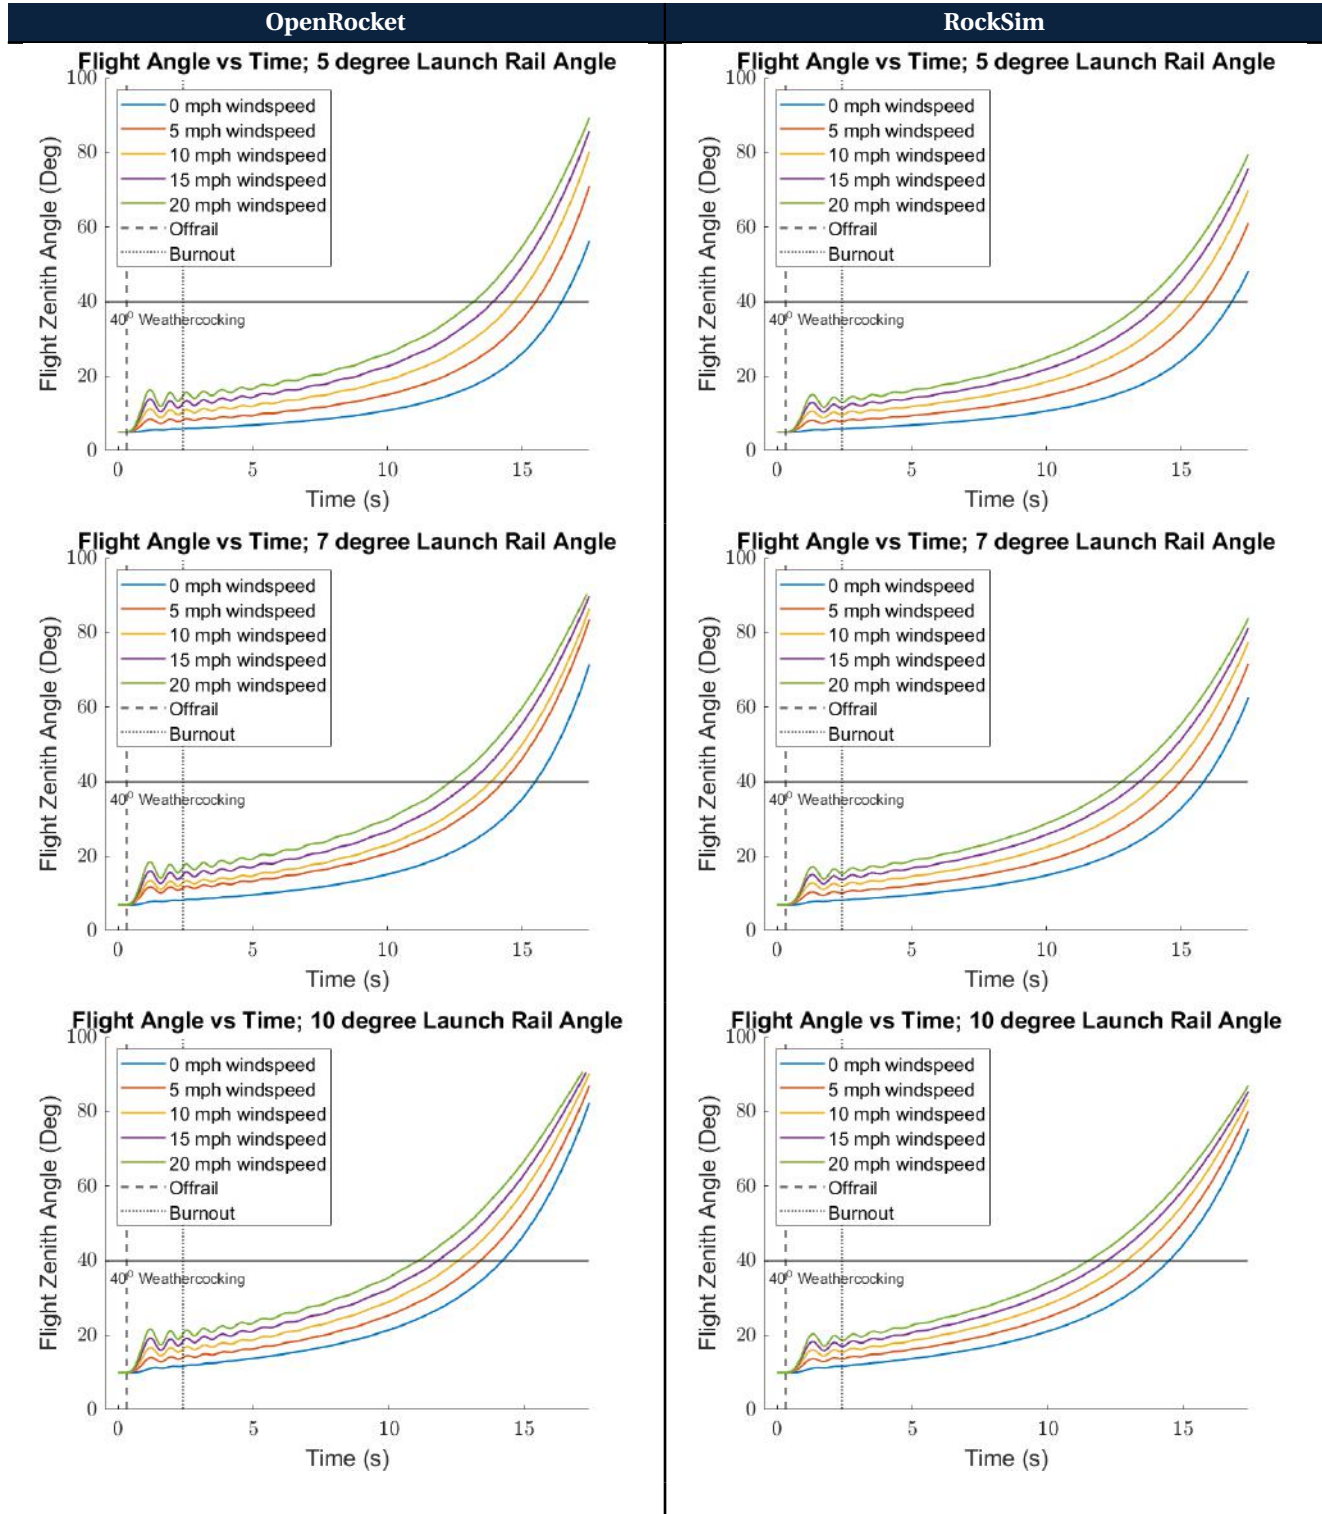 OpenRocket
RockSim
Flight Angle vs Time; 5 degree Launch Rail Angle
100
80
60
40
20
0
Flight Zenith Angle (Deg)
0 mph windspeed
5 mph windspeed
10 mph windspeed
15 mph windspeed
20 mph windspeed
Offrail
Burnout
40⁰ Weathercocking
0 5 10 15
Time (s)
Flight Angle vs Time; 5 degree Launch Rail Angle
100
80
60
40
20
0
Flight Zenith Angle (Deg)
0 mph windspeed
5 mph windspeed
10 mph windspeed
15 mph windspeed
20 mph windspeed
Offrail
Burnout
40⁰ Weathercocking
0 5 10 15
Time (s)
Flight Angle vs Time; 7 degree Launch Rail Angle
100
80
60
40
20
0
Flight Zenith Angle (Deg)
0 mph windspeed
5 mph windspeed
10 mph windspeed
15 mph windspeed
20 mph windspeed
Offrail
Burnout
40⁰ Weathercocking
0 5 10 15
Time (s)
Flight Angle vs Time; 7 degree Launch Rail Angle
100
80
60
40
20
0
Flight Zenith Angle (Deg)
0 mph windspeed
5 mph windspeed
10 mph windspeed
15 mph windspeed
20 mph windspeed
Offrail
Burnout
40⁰ Weathercocking
0 5 10 15
Time (s)
Flight Angle vs Time; 10 degree Launch Rail Angle
100
80
60
40
20
0
Flight Zenith Angle (Deg)
0 mph windspeed
5 mph windspeed
10 mph windspeed
15 mph windspeed
20 mph windspeed
Offrail
Burnout
40⁰ Weathercocking
0 5 10 15
Time (s)
Flight Angle vs Time; 10 degree Launch Rail Angle
100
80
60
40
20
0
Flight Zenith Angle (Deg)
0 mph windspeed
5 mph windspeed
10 mph windspeed
15 mph windspeed
20 mph windspeed
Offrail
Burnout
40⁰ Weathercocking
0 5 10 15
Time (s)